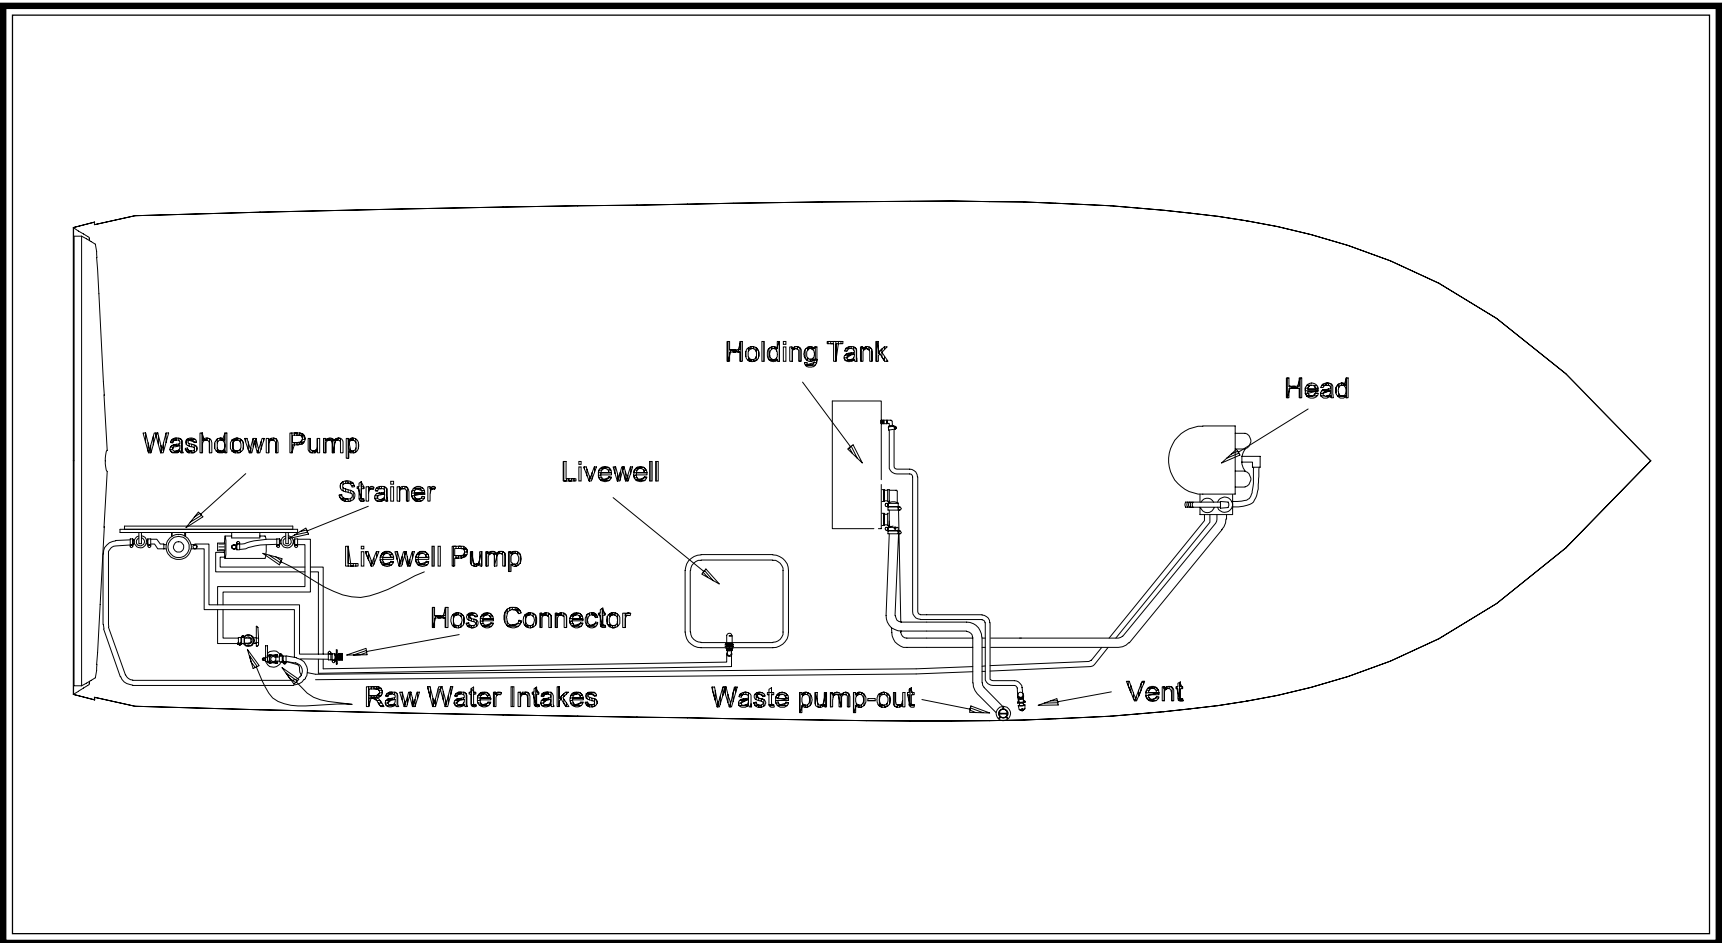 Holding Tank
Head
Washdown Pump
Livewell
Strainer
Livewell Pump
Hose Connector
Raw Water Intakes
Waste pump-out
Vent